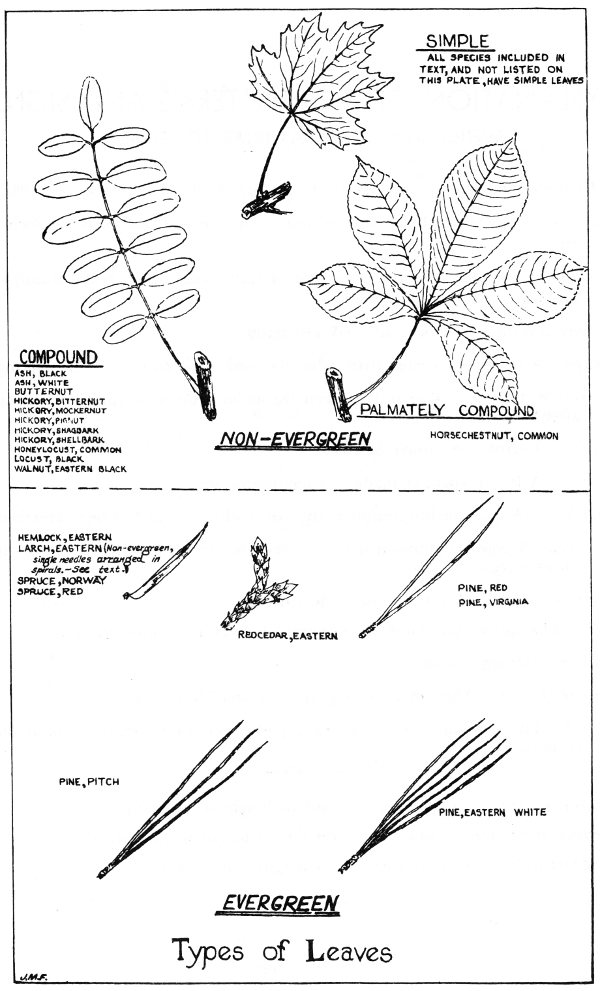 SIMPLE
ALL SPECIES INCLUDED IN
TEXT, AND NOT LISTED ON
THIS PLATE, HAVE SIMPLE LEAVES
COMPOUND
ASH, BLACK
ASH, WHITE
BUTTERNUT
HICKORY, BITTERNUT
HICKORY, MOCKERNUT
HICKORY, PIGNUT
HICKORY, SHAGBARK
HICKORY, SHELLBARK
HONEYLOCUST, COMMON
LOCUST, BLACK
WALNUT, EASTERN BLACK
PALMATELY COMPOUND
HORSECHESTNUT, COMMON
NON-EVERGREEN
HEMLOCK, EASTERN
LARCH, EASTERN (Non-evergreen,
single needles arranged in
spirals.-See text.)
SPRUCE, NORWAY
SPRUCE, RED
REDCEDAR, EASTERN
PINE, RED
PINE, VIRGINIA
PINE, PITCH
PINE, EASTERN WHITE
EVERGREEN
Types of Leaves
J.M.F.